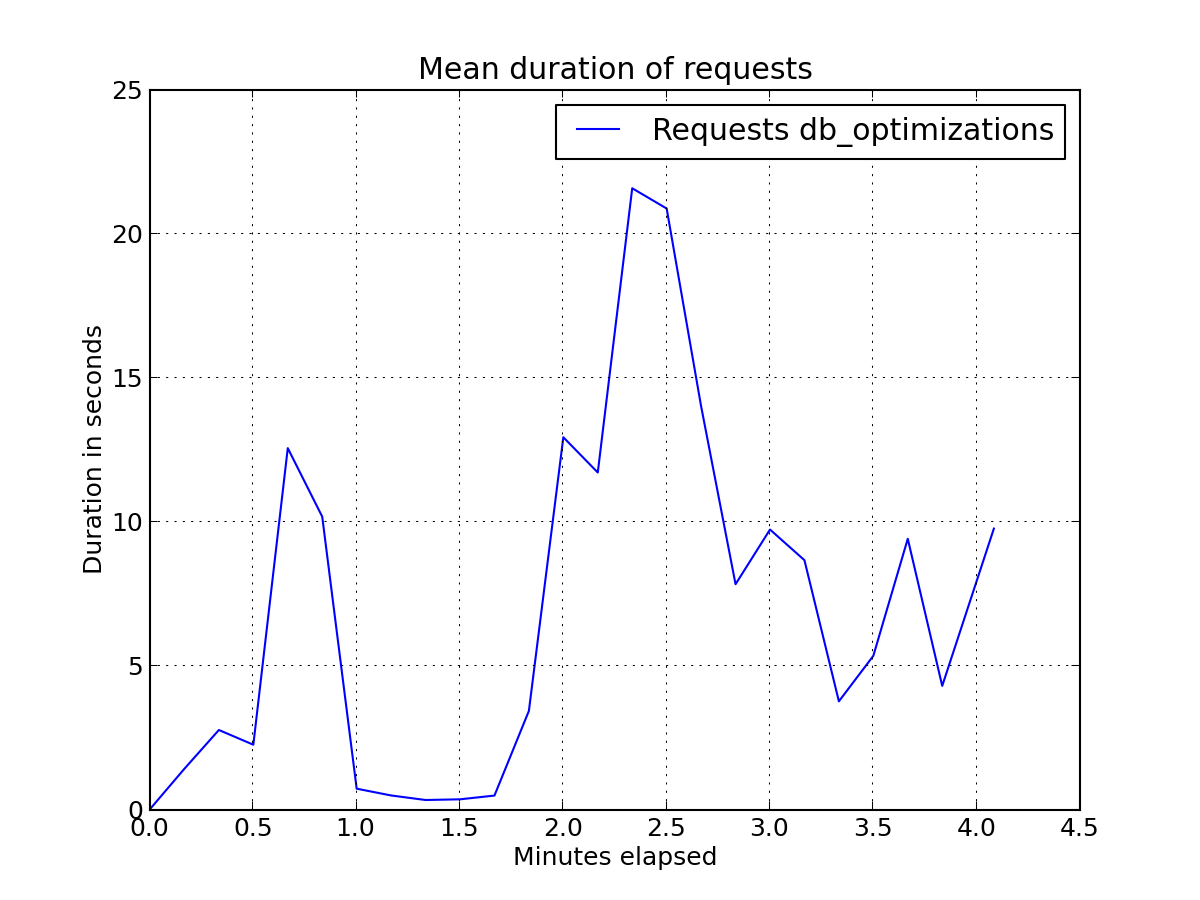 Mean duration of requests
Requests db_optimizations
25
20
15
10
5
0
Duration in seconds
0.0 0.5 1.0 1.5 2.0 2.5 3.0 3.5 4.0 4.5
Minutes elapsed